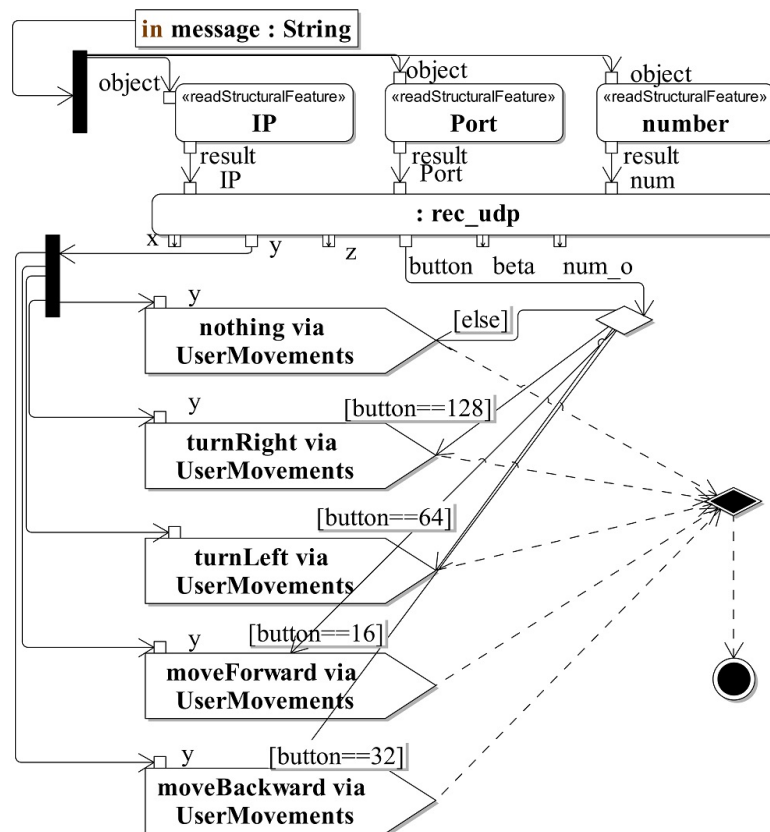 in message : String
object
object
object
«readStructuralFeature»
IP
«readStructuralFeature»
Port
«readStructuralFeature»
number
result
IP
result
Port
result
num
: rec_udp
x
y
z
button
beta
num_o
y
[else]
nothing via
UserMovements
y
[button==128]
turnRight via
UserMovements
[button==64]
turnLeft via
UserMovements
[button==16]
y
moveForward via
UserMovements
y
[button==32]
moveBackward via
UserMovements